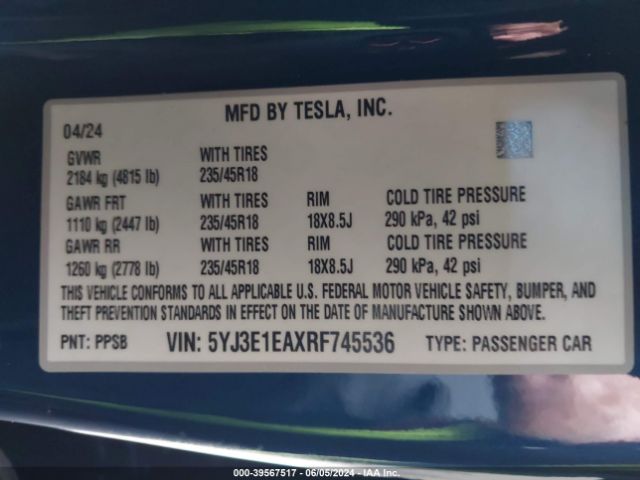 MFD BY TESLA, INC.
04/24
GVWR WITH TIRES
2184 kg (4815 lb) 235/45R18
GAWR FRT WITH TIRES RIM COLD TIRE PRESSURE
1110 kg (2447 lb) 235/45R18 18X8.5J 290 kPa, 42 psi
GAWR RR WITH TIRES RIM COLD TIRE PRESSURE
1260 kg (2778 lb) 235/45R18 18X8.5J 290 kPa, 42 psi
THIS VEHICLE CONFORMS TO ALL APPLICABLE U.S. FEDERAL MOTOR VEHICLE SAFETY, BUMPER, AND
THEFT PREVENTION STANDARDS IN EFFECT ON THE DATE OF MANUFACTURE SHOWN ABOVE.
PNT: PPSB VIN: 5YJ3E1EAXRF745536 TYPE: PASSENGER CAR
000-39567517 - 06/05/2024 - IAA Inc.